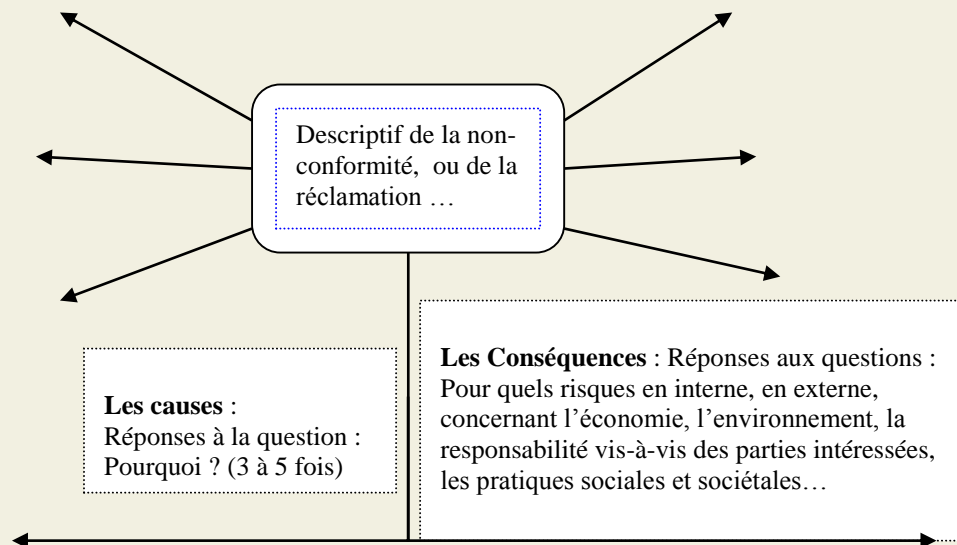 Descriptif de la non-
conformité, ou de la
réclamation …
Les causes :
Réponses à la question :
Pourquoi ? (3 à 5 fois)
Les Conséquences : Réponses aux questions :
Pour quels risques en interne, en externe,
concernant l’économie, l’environnement, la
responsabilité vis-à-vis des parties intéressées,
les pratiques sociales et sociétales…